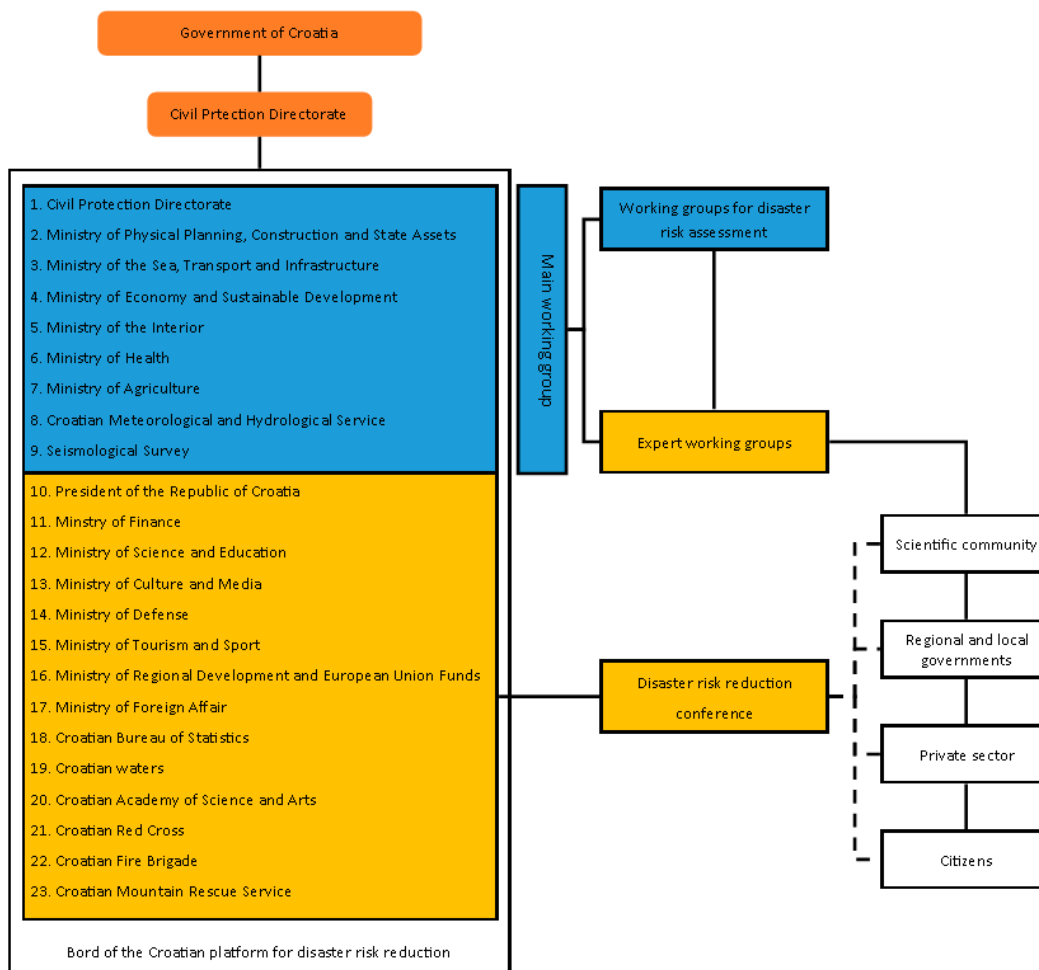 Government of Croatia
Civil Prtection Directorate
1. Civil Protection Directorate
2. Ministry of Physical Planning, Construction and State Assets
3. Ministry of the Sea, Transport and Infrastructure
4. Ministry of Economy and Sustainable Development
5. Ministry of the Interior
6. Ministry of Health
7. Ministry of Agriculture
8. Croatian Meteorological and Hydrological Service
9. Seismological Survey
10. President of the Republic of Croatia
11. Minstry of Finance
12. Ministry of Science and Education
13. Ministry of Culture and Media
14. Ministry of Defense
15. Ministry of Tourism and Sport
16. Ministry of Regional Development and European Union Funds
17. Ministry of Foreign Affair
18. Croatian Bureau of Statistics
19. Croatian waters
20. Croatian Academy of Science and Arts
21. Croatian Red Cross
22. Croatian Fire Brigade
23. Croatian Mountain Rescue Service
Bord of the Croatian platform for disaster risk reduction
Main working group
Working groups for disaster
risk assessment
Expert working groups
Disaster risk reduction
conference
Scientific community
Regional and local
governments
Private sector
Citizens